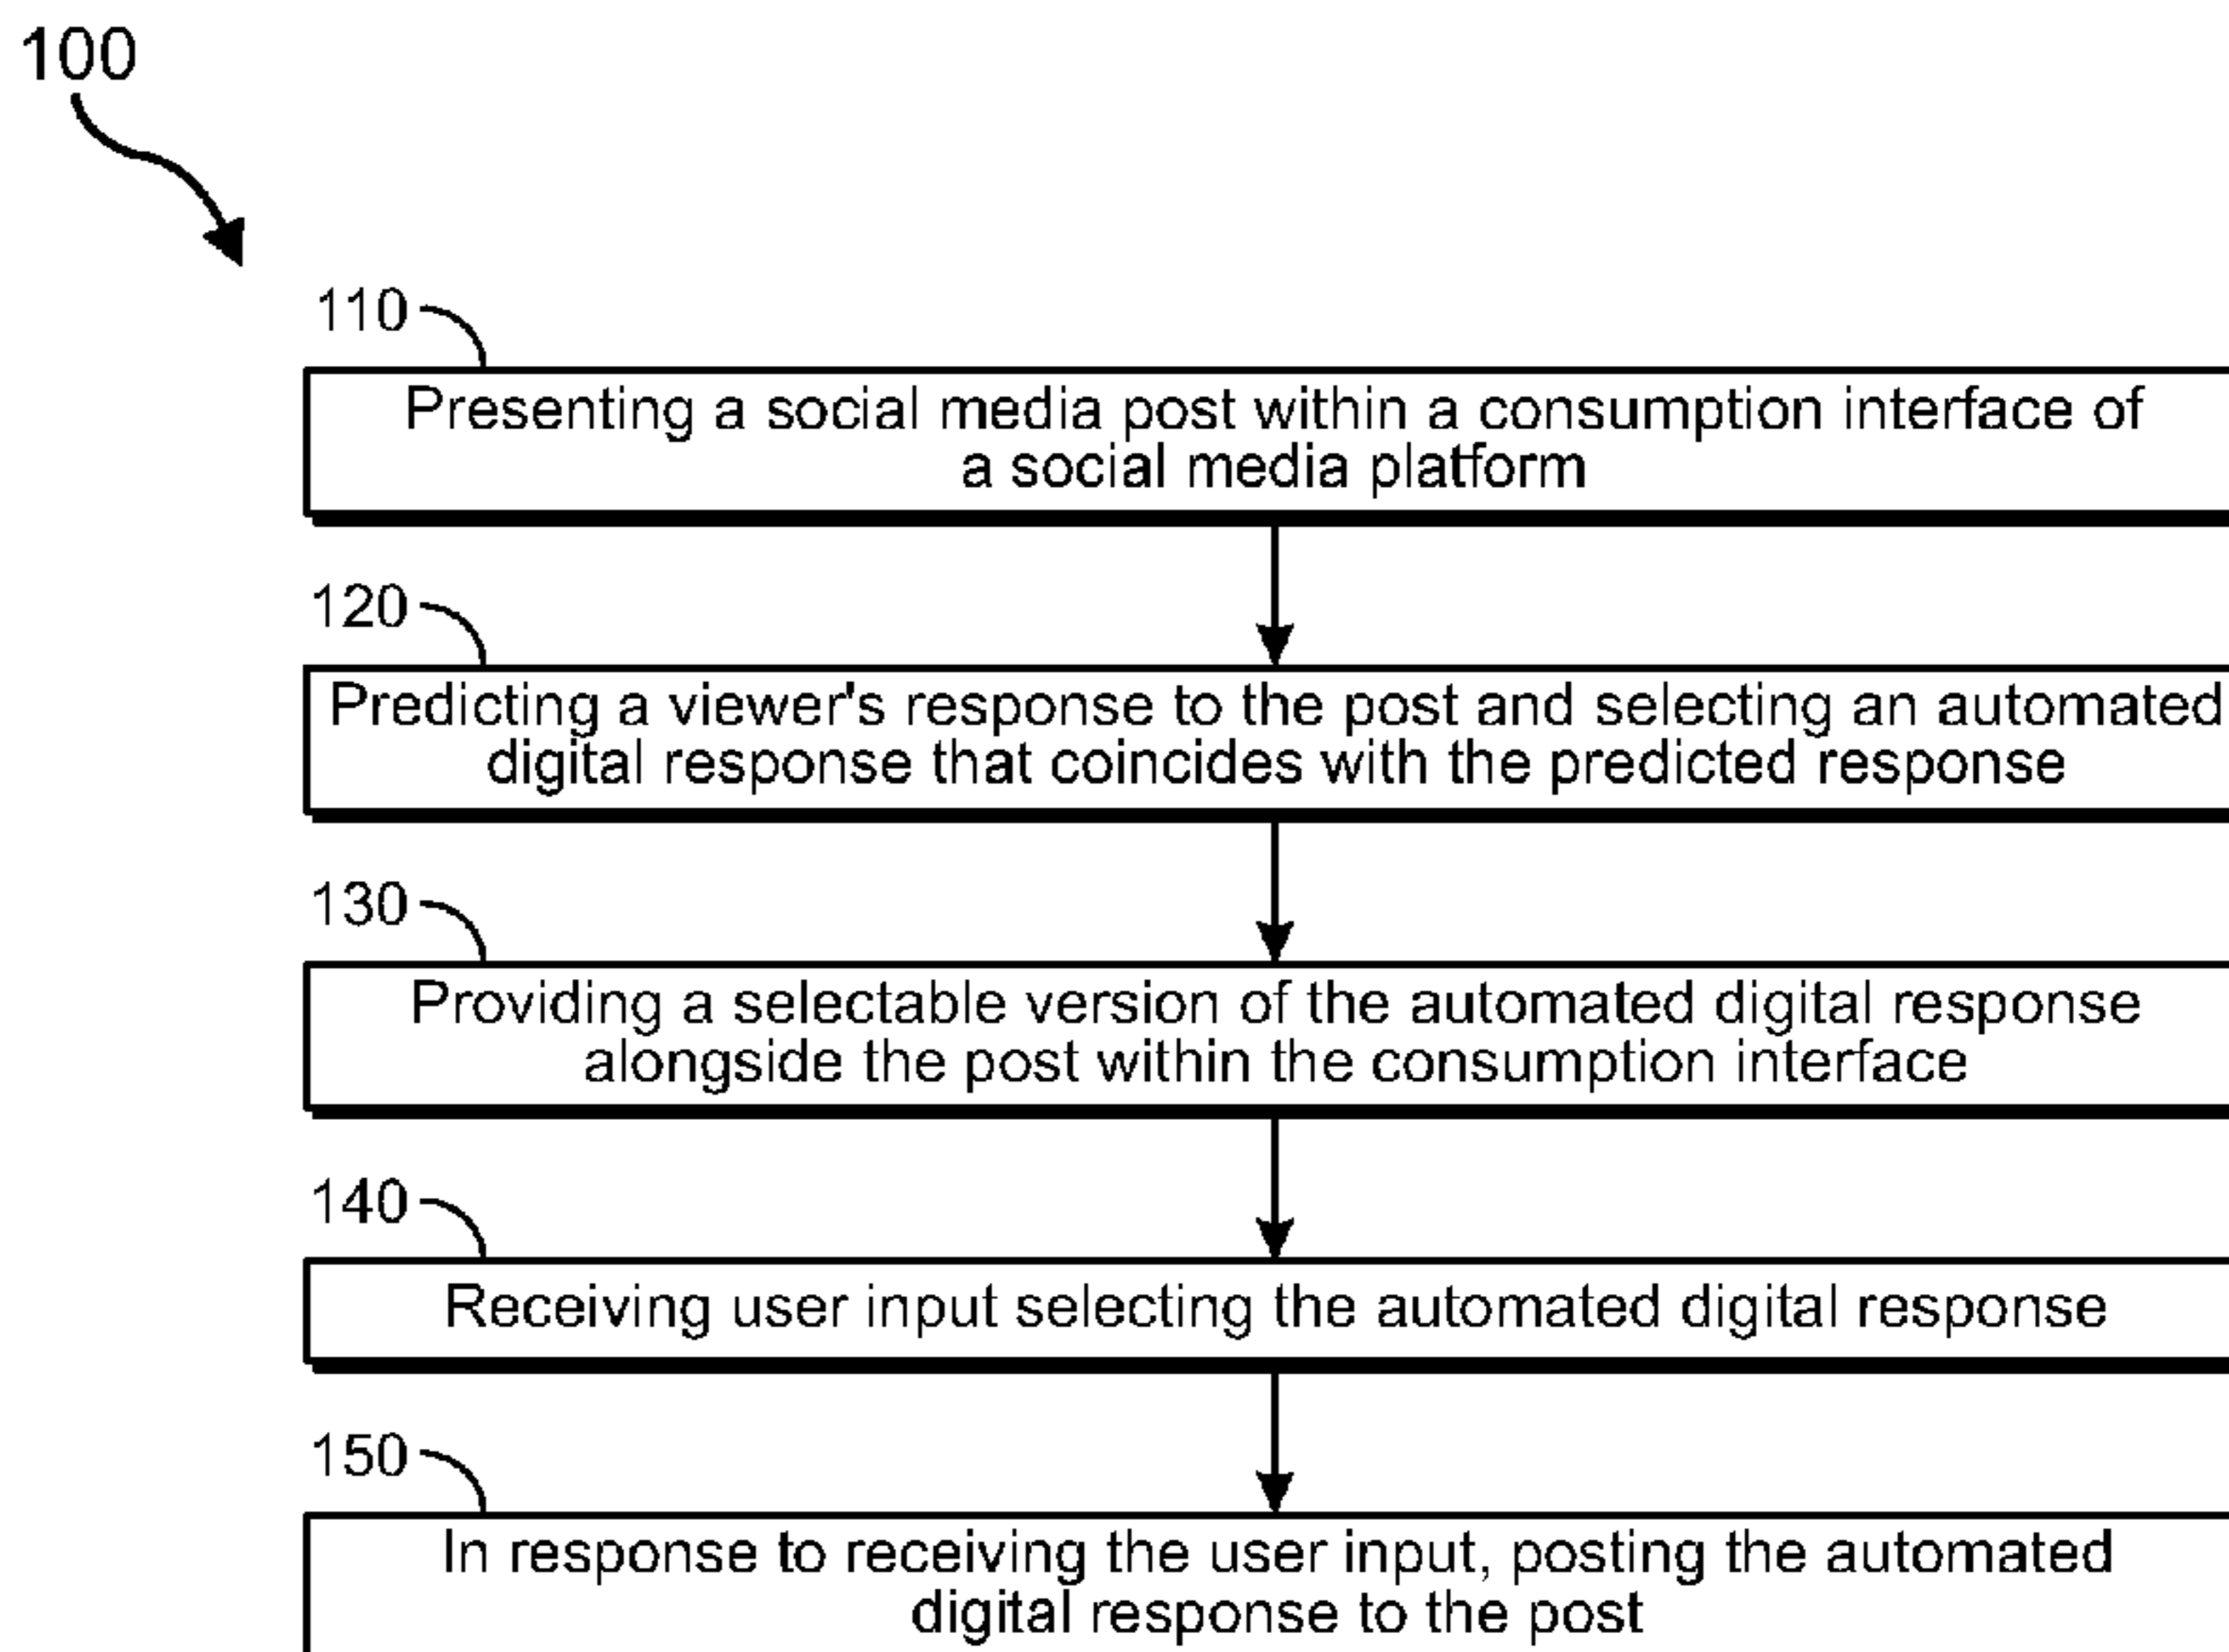 100
110
Presenting a social media post within a consumption interface of
a social media platform
120
Predicting a viewer's response to the post and selecting an automated
digital response that coincides with the predicted response
130
Providing a selectable version of the automated digital response
alongside the post within the consumption interface
140
Receiving user input selecting the automated digital response
150
In response to receiving the user input, posting the automated
digital response to the post